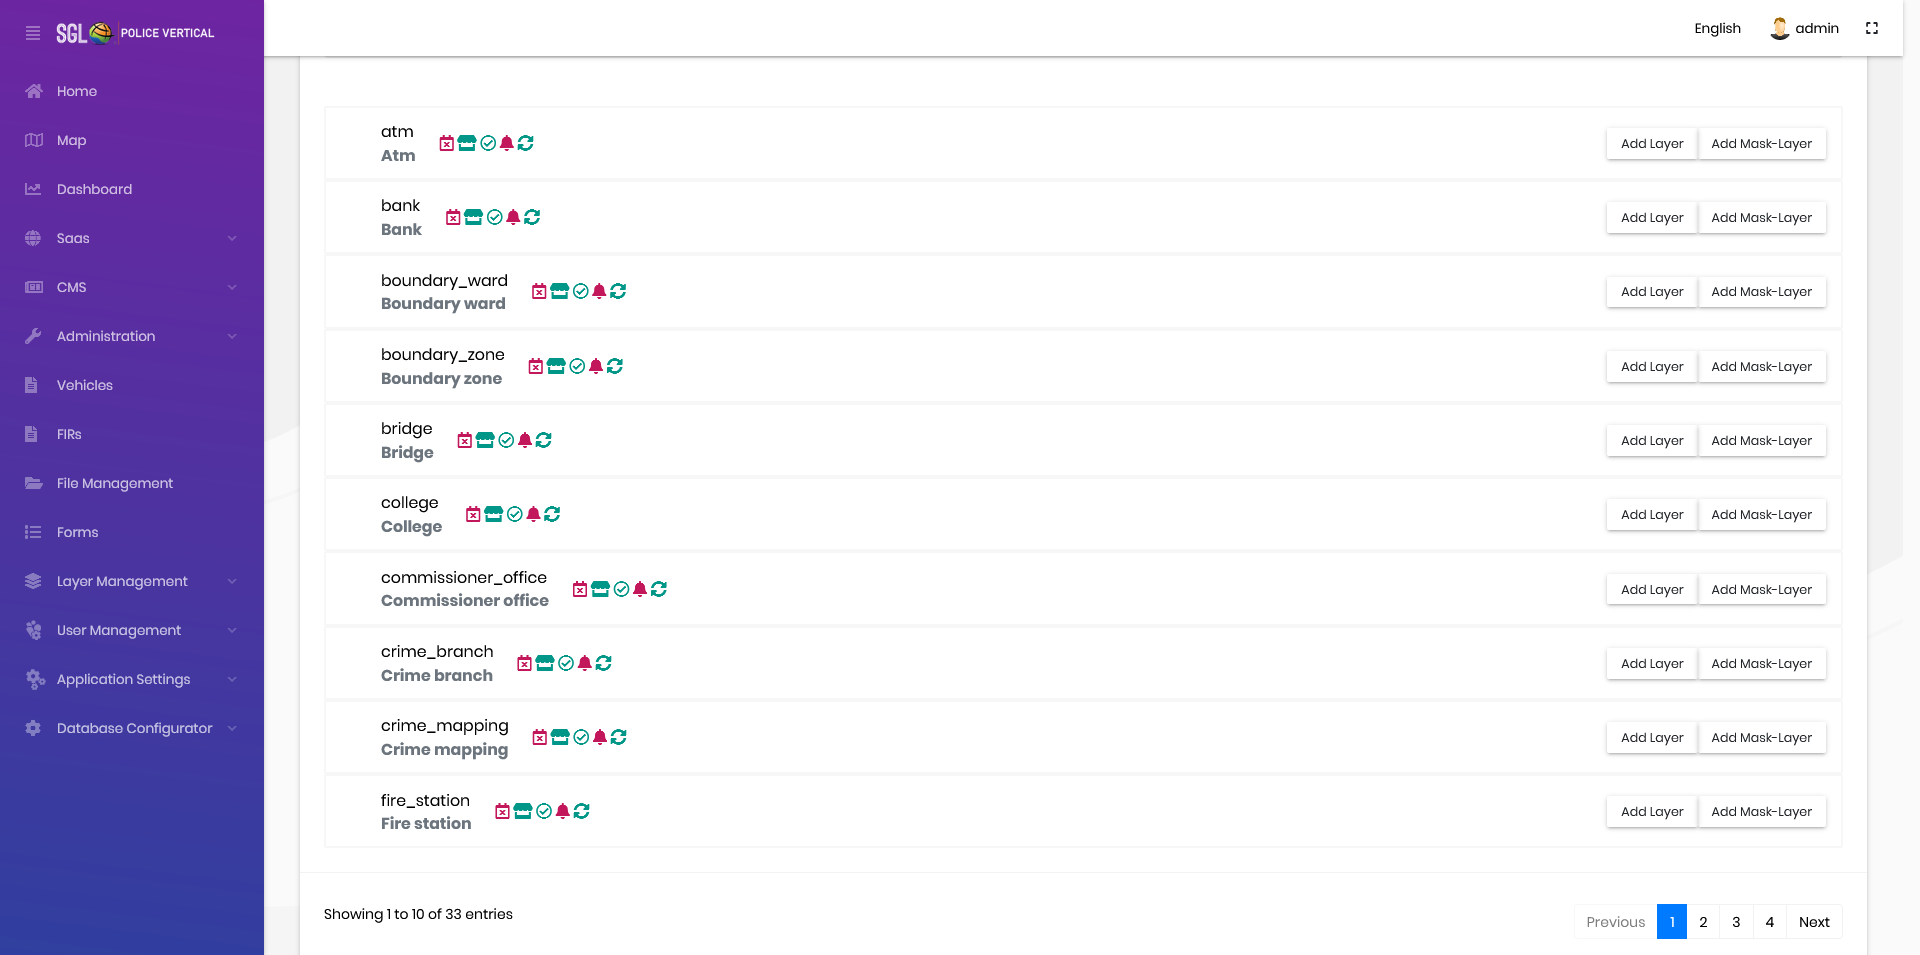 SGL POLICE VERTICAL
English
admin
Home
Map
Dashboard
Saas
CMS
Administration
Vehicles
FIRs
File Management
Forms
Layer Management
User Management
Application Settings
Database Configurator
atm
Atm
Add Layer Add Mask-Layer
bank
Bank
Add Layer Add Mask-Layer
boundary_ward
Boundary ward
Add Layer Add Mask-Layer
boundary_zone
Boundary zone
Add Layer Add Mask-Layer
bridge
Bridge
Add Layer Add Mask-Layer
college
College
Add Layer Add Mask-Layer
commissioner_office
Commissioner office
Add Layer Add Mask-Layer
crime_branch
Crime branch
Add Layer Add Mask-Layer
crime_mapping
Crime mapping
Add Layer Add Mask-Layer
fire_station
Fire station
Add Layer Add Mask-Layer
Showing 1 to 10 of 33 entries
Previous 1 2 3 4 Next